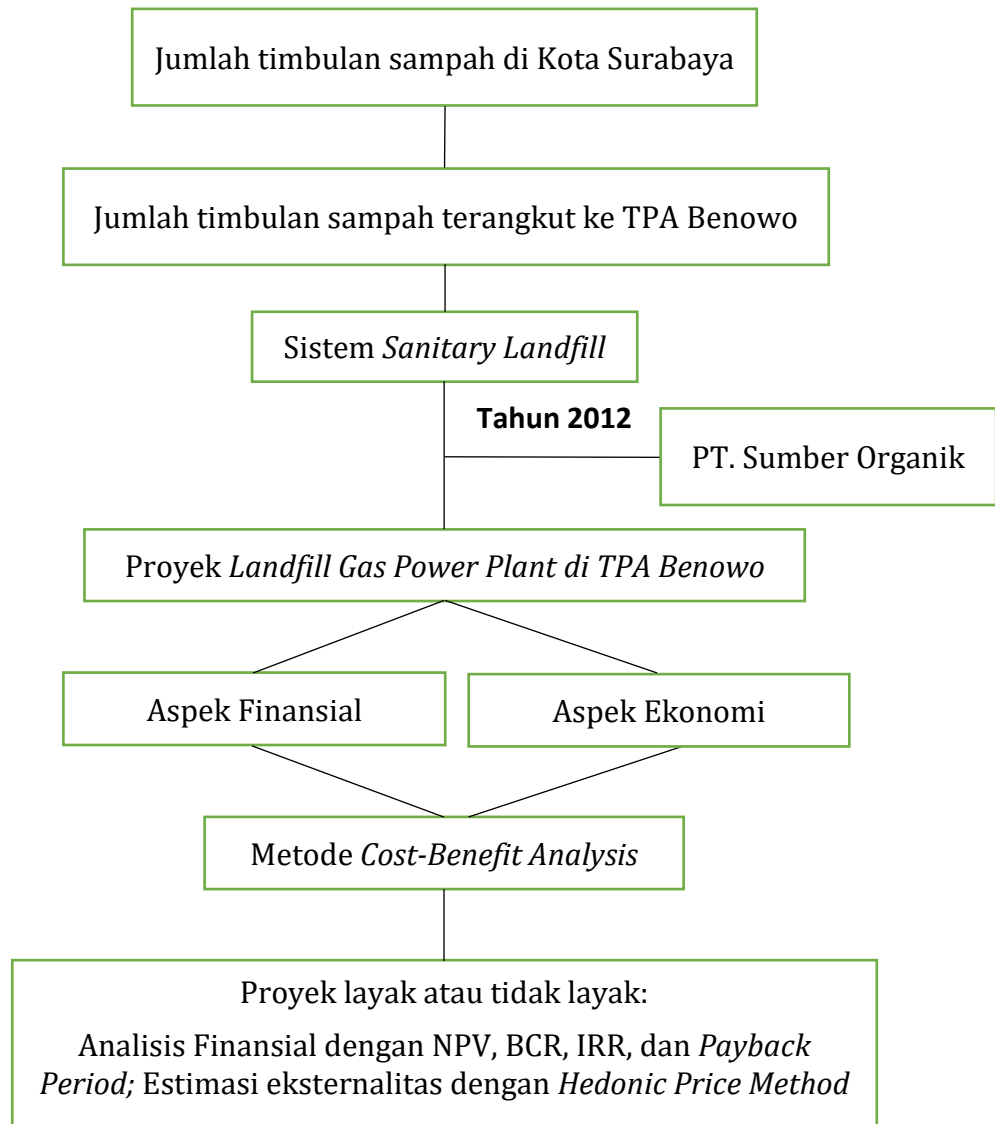 Jumlah timbulan sampah di Kota Surabaya
Jumlah timbulan sampah terangkut ke TPA Benowo
Sistem Sanitary Landfill
Tahun 2012
PT. Sumber Organik
Proyek Landfill Gas Power Plant di TPA Benowo
Aspek Finansial
Aspek Ekonomi
Metode Cost-Benefit Analysis
Proyek layak atau tidak layak:
Analisis Finansial dengan NPV, BCR, IRR, dan Payback
Period; Estimasi eksternalitas dengan Hedonic Price Method